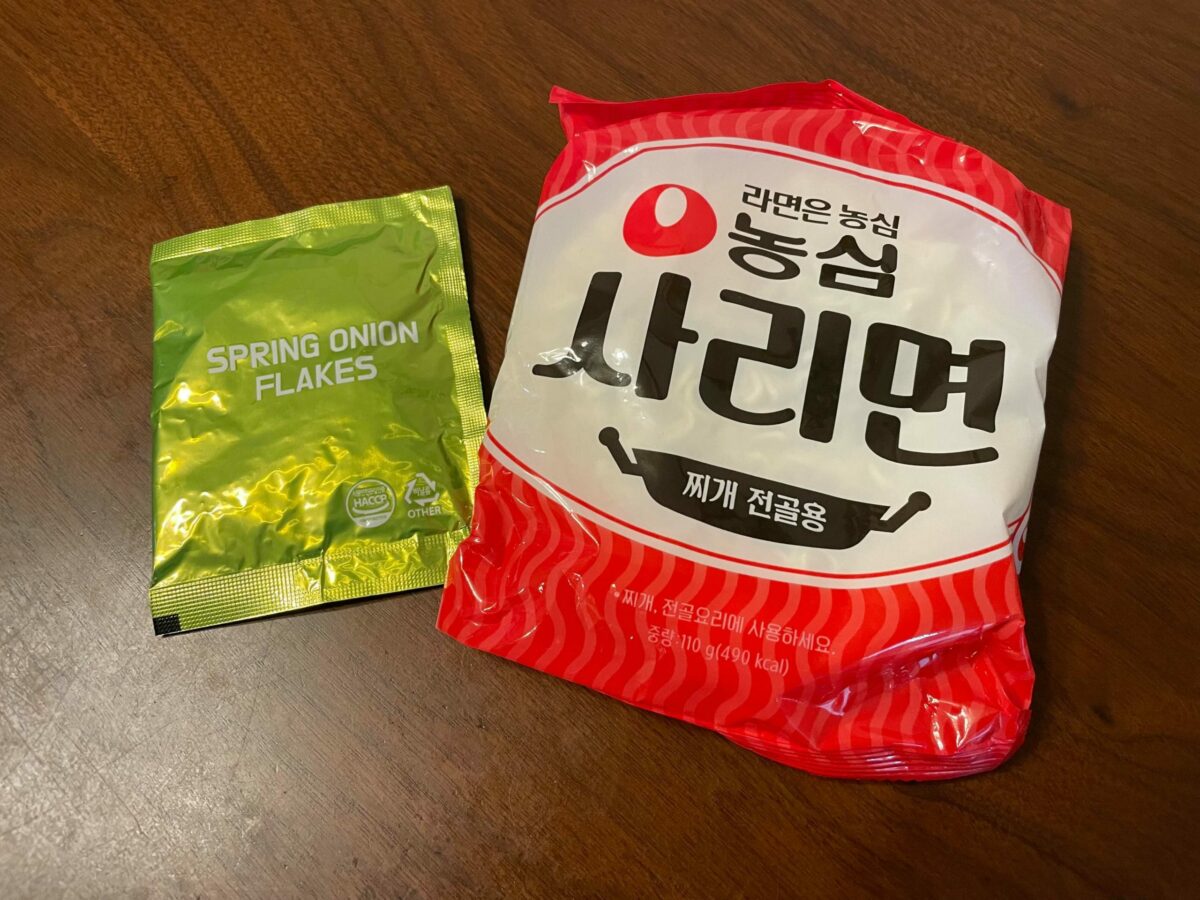 SPRING ONION
FLAKES
HACCP
OTHER
라면은 농심
농심
사리면
찌개 전골용
• 찌개, 전골요리에 사용하세요.
중량:110 g(490 kcal)